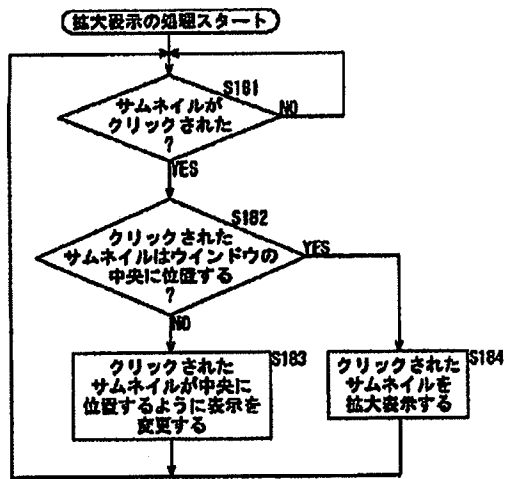 拡大表示の処理スタート
S181
サムネイルが
クリックされた
?
NO
YES
S182
クリックされた
サムネイルはウインドウの
中央に位置する
?
YES
NO
S183
クリックされた
サムネイルが中央に
位置するように表示を
変更する
S184
クリックされた
サムネイルを
拡大表示する